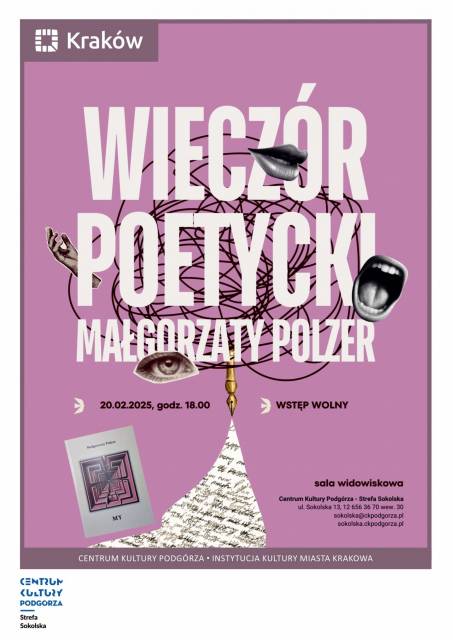 Kraków
WIECZÓR
POETYCKI
MAŁGORZATY POLZER
20.02.2025, godz. 18.00
WSTĘP WOLNY
Małgorzata Polzer
MY
sala widowiskowa
Centrum Kultury Podgórza - Strefa Sokolska
ul. Sokolska 13, 12 656 36 70 wew. 30
sokolska@ckpodgorza.pl
sokolska.ckpodgorza.pl
CENTRUM KULTURY PODGÓRZA • INSTYTUCJA KULTURY MIASTA KRAKOWA
CENTRUM
KULTURY
PODGORZA
Strefa
Sokolska